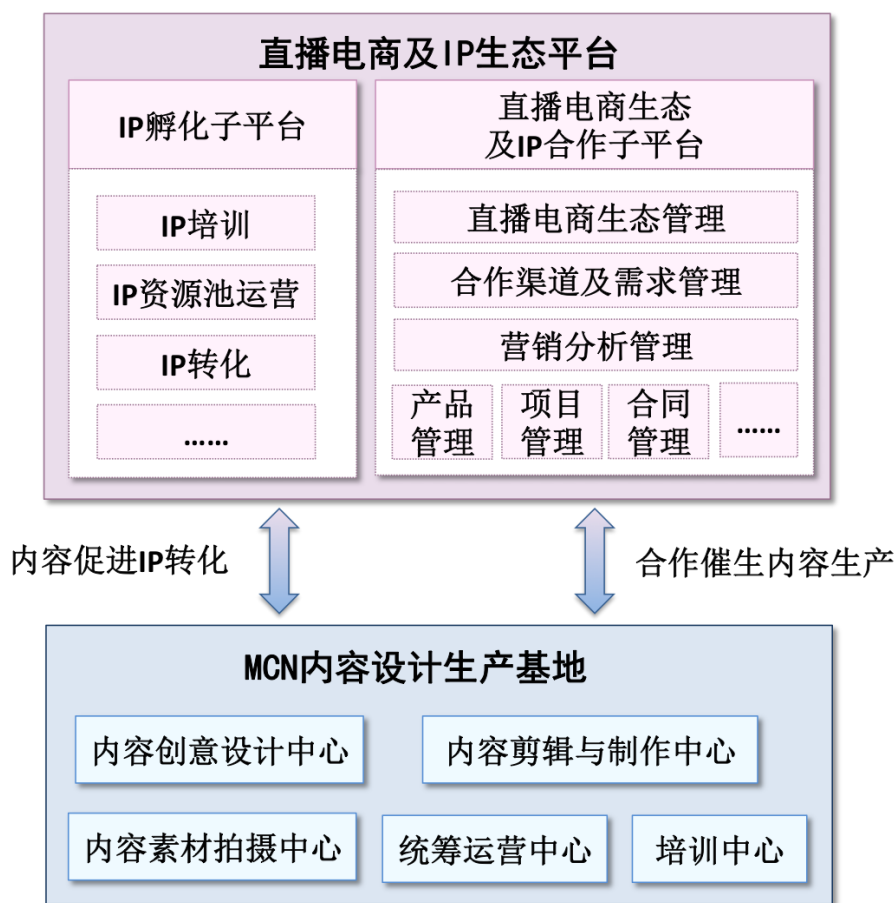 直播电商及IP生态平台
IP孵化子平台
IP培训
IP资源池运营
IP转化
……
直播电商生态
及IP合作子平台
直播电商生态管理
合作渠道及需求管理
营销分析管理
产品
管理
项目
管理
合同
管理
……
内容促进IP转化
合作催生内容生产
MCN内容设计生产基地
内容创意设计中心
内容剪辑与制作中心
内容素材拍摄中心
统筹运营中心
培训中心